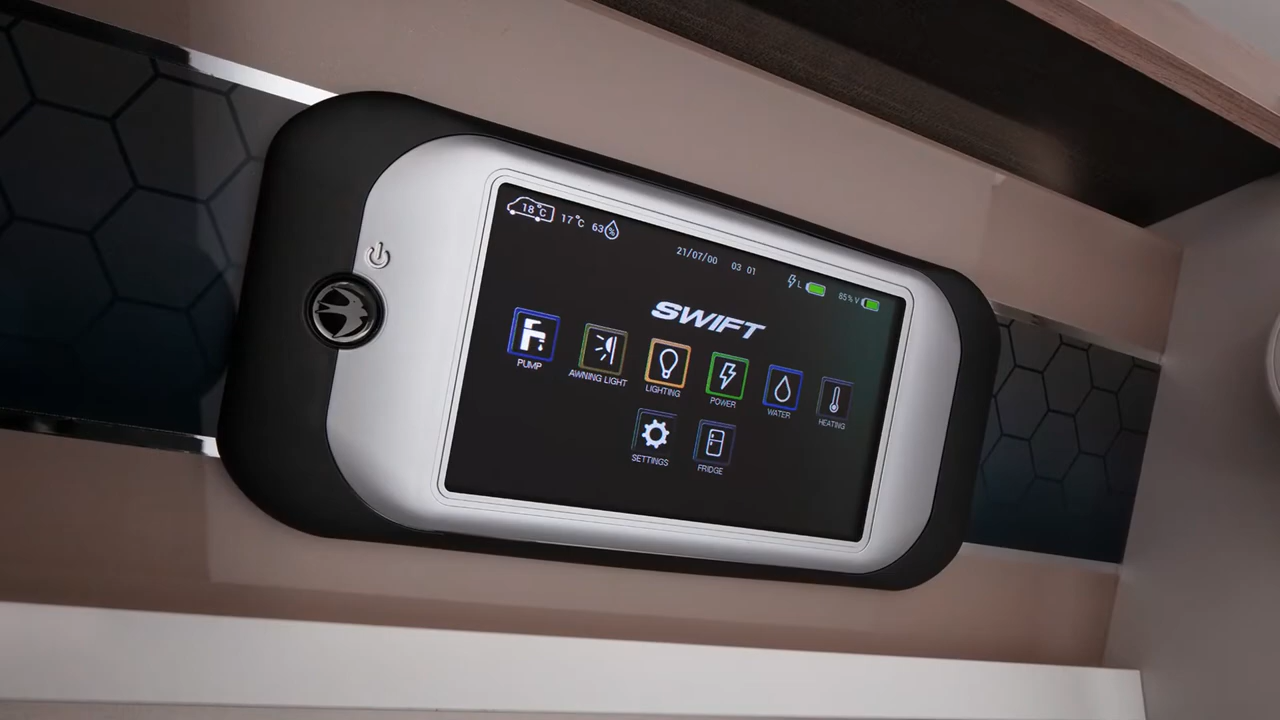 18°C 17°C 63%
21/07/00 03 01
L 85% V
SWIFT
PUMP AWNING LIGHT LIGHTING POWER WATER HEATING
SETTINGS FRIDGE